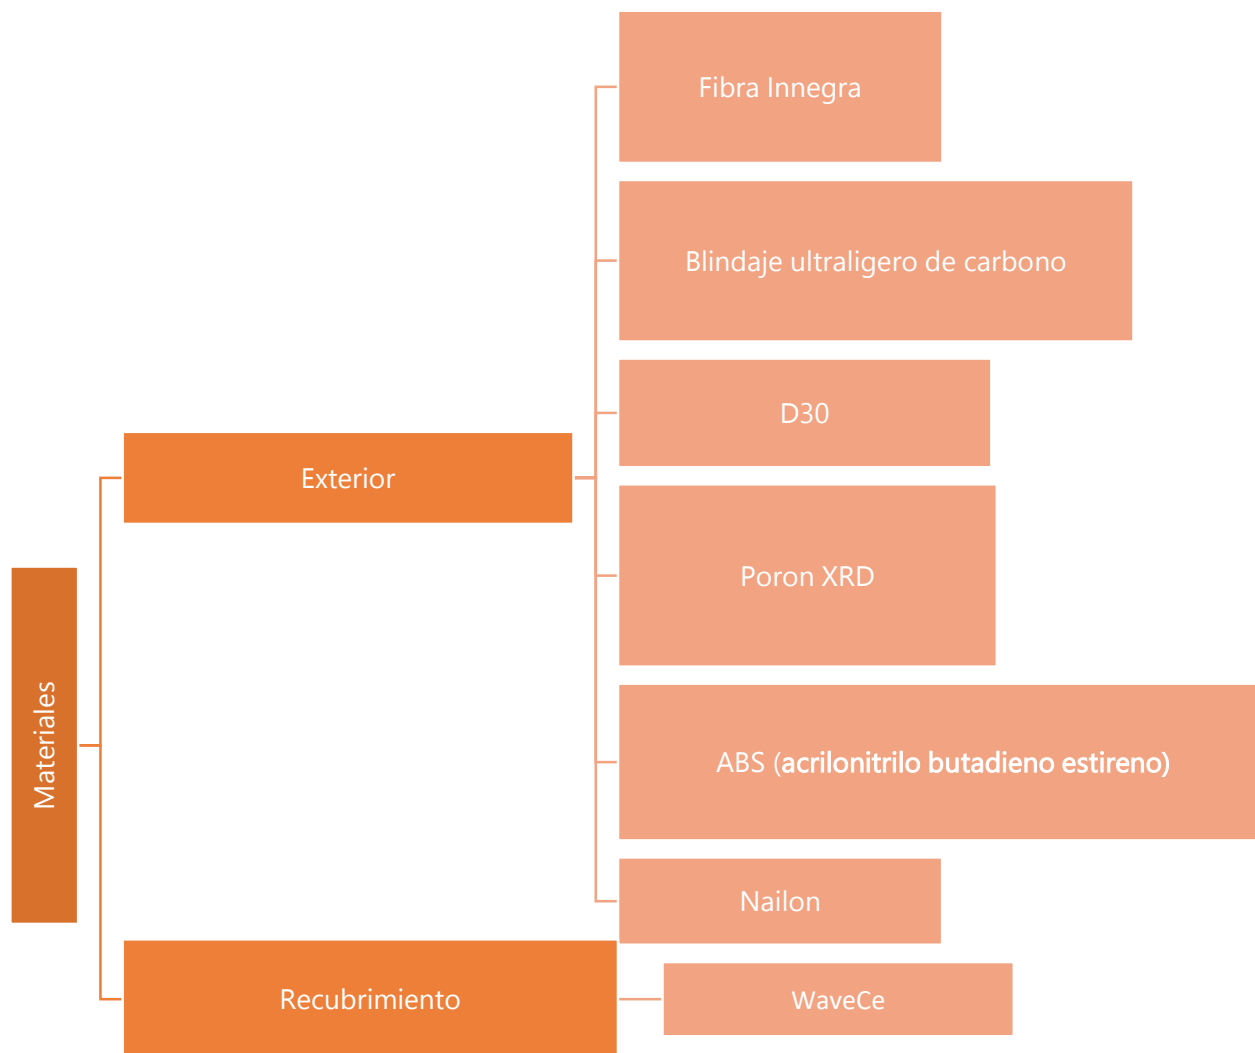 Materiales
Exterior
Fibra Innegra
Blindaje ultraligero de carbono
D30
Poron XRD
ABS (acrilonitrilo butadieno estireno)
Nailon
Recubrimiento
WaveCe